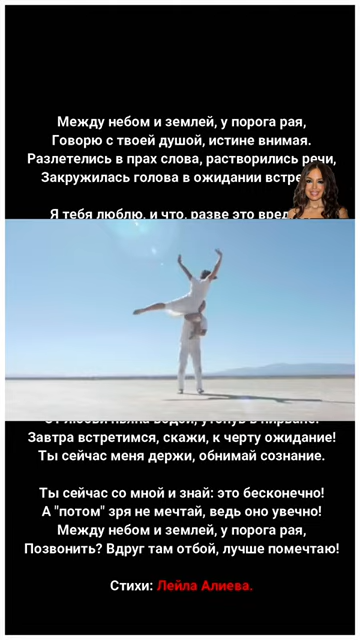 Между небом и землей, у порога рая,
Говорю с твоей душой, истине внимая.
Разлетелись в прах слова, растворились речи,
Закружилась голова в ожидании
Я тебя люблю, и что, разве это
Завтра встретимся, скажи, к черту ожидание!
Ты сейчас меня держи, обнимай сознание.
Ты сейчас со мной и знай: это бесконечно!
А "потом" зря не мечтай, ведь оно увечно!
Между небом и землей, у порога рая,
Позвонить? Вдруг там отбой, лучше помечтаю!
Стихи: Лейла Алиева.